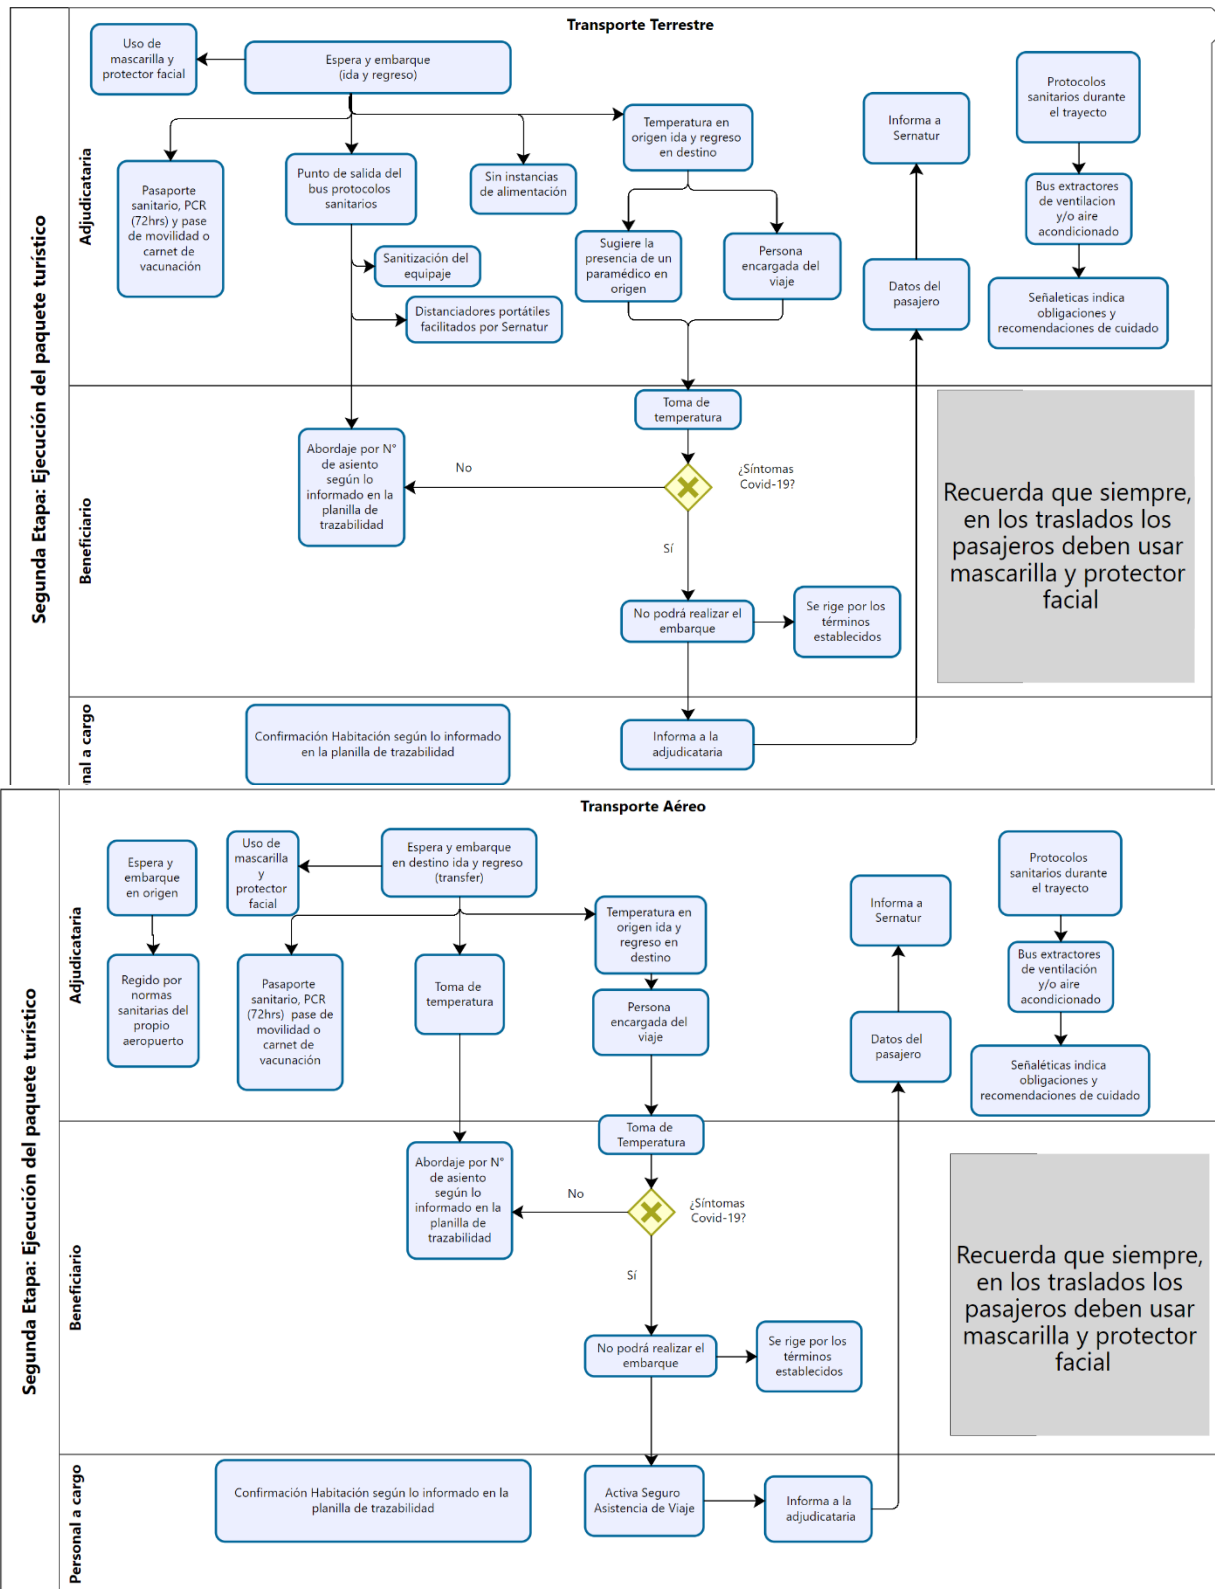 Segunda Etapa: Ejecución del paquete turístico
Transporte Terrestre
Adjudicataria
Uso de
mascarilla y
protector facial
Espera y embarque
(ida y regreso)
Pasaporte
sanitario, PCR
(72hrs) y pase
de movilidad o
carnet de
vacunación
Punto de salida del
bus protocolos
sanitarios
Sin instancias
de alimentación
Temperatura en
origen ida y regreso
en destino
Sanitización del
equipaje
Distanciadores portátiles
facilitados por Sernatur
Sugiere la
presencia de un
paramédico en
origen
Persona
encargada del
viaje
Informa a
Sernatur
Datos del
pasajero
Protocolos
sanitarios durante
el trayecto
Bus extractores
de ventilacion
y/o aire
acondicionado
Señaleticas indica
obligaciones y
recomendaciones de cuidado
Beneficiario
Toma de
temperatura
Abordaje por N°
de asiento
según lo
informado en la
planilla de
trazabilidad
No
¿Síntomas
Covid-19?
Sí
No podrá realizar el
embarque
Se rige por los
términos
establecidos
Recuerda que siempre,
en los traslados los
pasajeros deben usar
mascarilla y protector
facial
nal a cargo
Confirmación Habitación según lo informado
en la planilla de trazabilidad
Informa a la
adjudicataria
Segunda Etapa: Ejecución del paquete turístico
Transporte Aéreo
Adjudicataria
Espera y
embarque
en origen
Regido por
normas
sanitarias del
propio
aeropuerto
Uso de
mascarilla
y
protector
facial
Espera y embarque
en destino ida y regreso
(transfer)
Pasaporte
sanitario, PCR
(72hrs) pase
de movilidad o
carnet de
vacunación
Toma de
temperatura
Temperatura en
origen ida y
regreso en
destino
Persona
encargada del
viaje
Informa a
Sernatur
Datos del
pasajero
Protocolos
sanitarios durante
el trayecto
Bus extractores
de ventilación
y/o aire
acondicionado
Señaléticas indica
obligaciones y
recomendaciones de cuidado
Beneficiario
Toma de
Temperatura
Abordaje por N°
de asiento
según lo
informado en la
planilla de
trazabilidad
No
¿Síntomas
Covid-19?
Sí
No podrá realizar el
embarque
Se rige por los
términos
establecidos
Recuerda que siempre,
en los traslados los
pasajeros deben usar
mascarilla y protector
facial
Personal a cargo
Confirmación Habitación según lo informado en la
planilla de trazabilidad
Activa Seguro
Asistencia de Viaje
Informa a la
adjudicataria